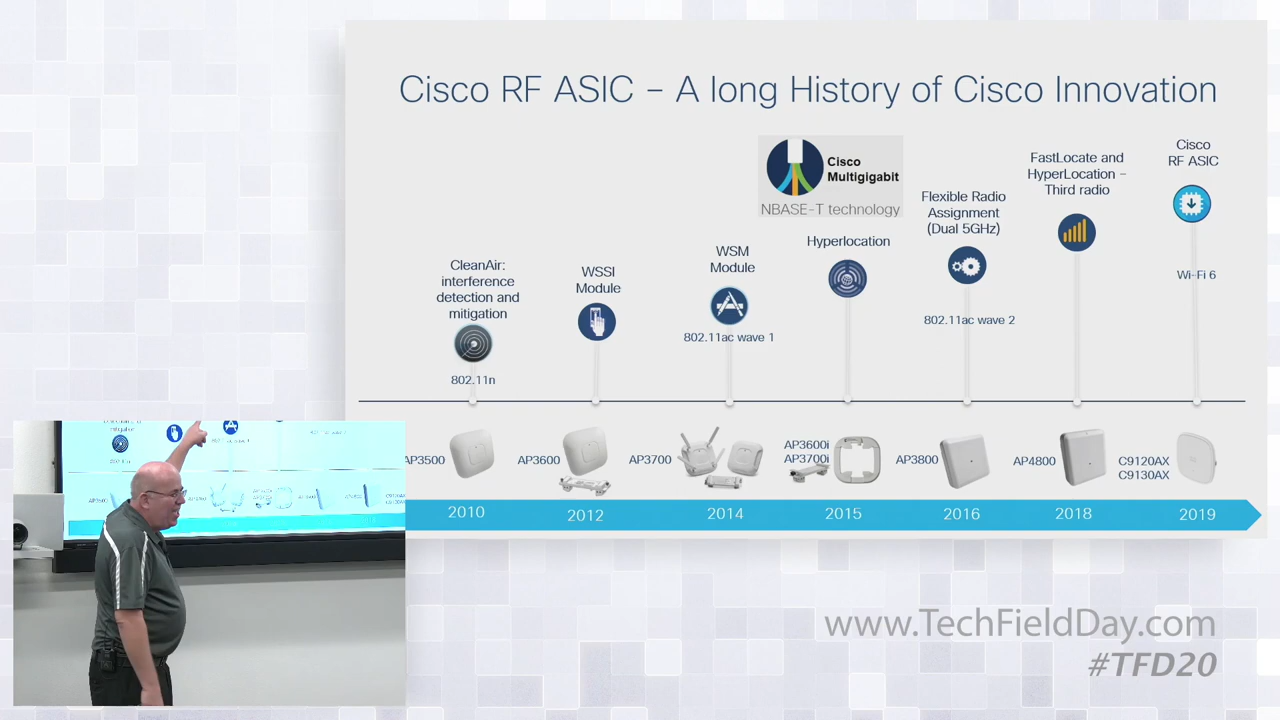 Cisco RF ASIC – A long History of Cisco Innovation
Cisco
Multigigabit
NBASE-T technology
CleanAir:
interference
detection and
mitigation
802.11n
WSSI
Module
WSM
Module
802.11ac wave 1
Hyperlocation
Flexible Radio
Assignment
(Dual 5GHz)
802.11ac wave 2
FastLocate and
HyperLocation –
Third radio
Cisco
RF ASIC
Wi-Fi 6
AP3500
AP3600
AP3700
AP3600i
AP3700i
AP3800
AP4800
C9120AX
C9130AX
2010
2012
2014
2015
2016
2018
2019
www.TechFieldDay.com
#TFD20